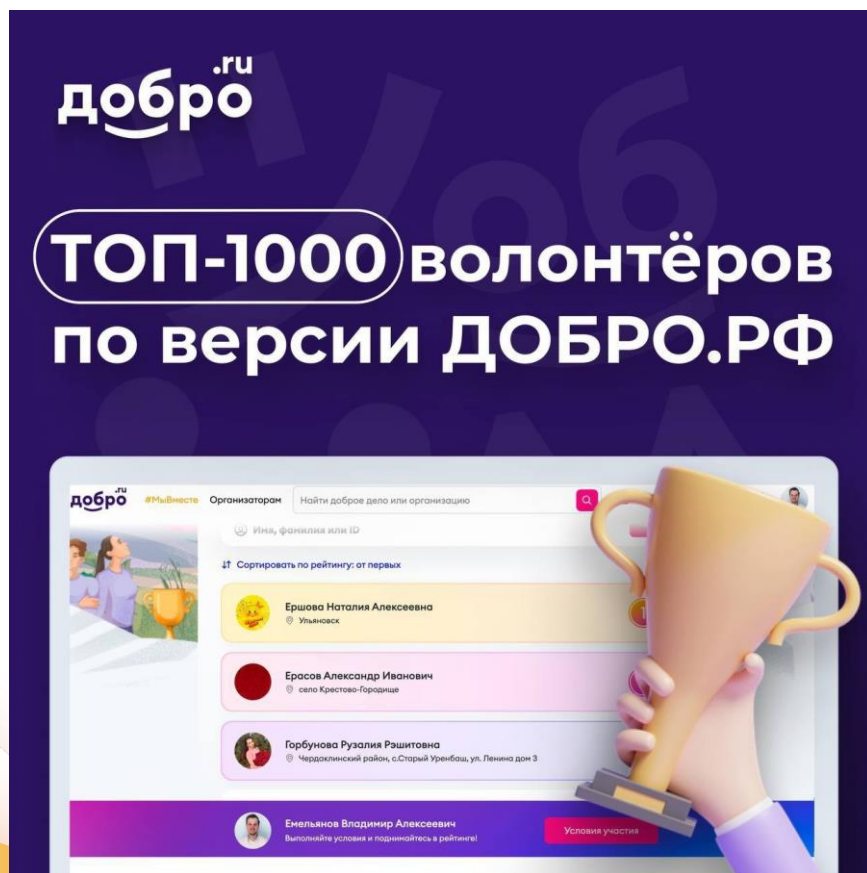 добро.ru
ТОП-1000 волонтёров
по версии ДОБРО.РФ
добро.ru #МыВместе Организаторам Найти доброе дело или организацию
Имя, фамилия или ID
Сортировать по рейтингу: от первых
Ершова Наталия Алексеевна
Ульяновск
1
Ерасов Александр Иванович
село Крестово-Городище
Горбунова Рузалия Рэшитовна
Чердаклинский район, с.Старый Уренбаш, ул. Ленина дом 3
Емельянов Владимир Алексеевич
Выполняйте условия и поднимайтесь в рейтинге!
Условия участия